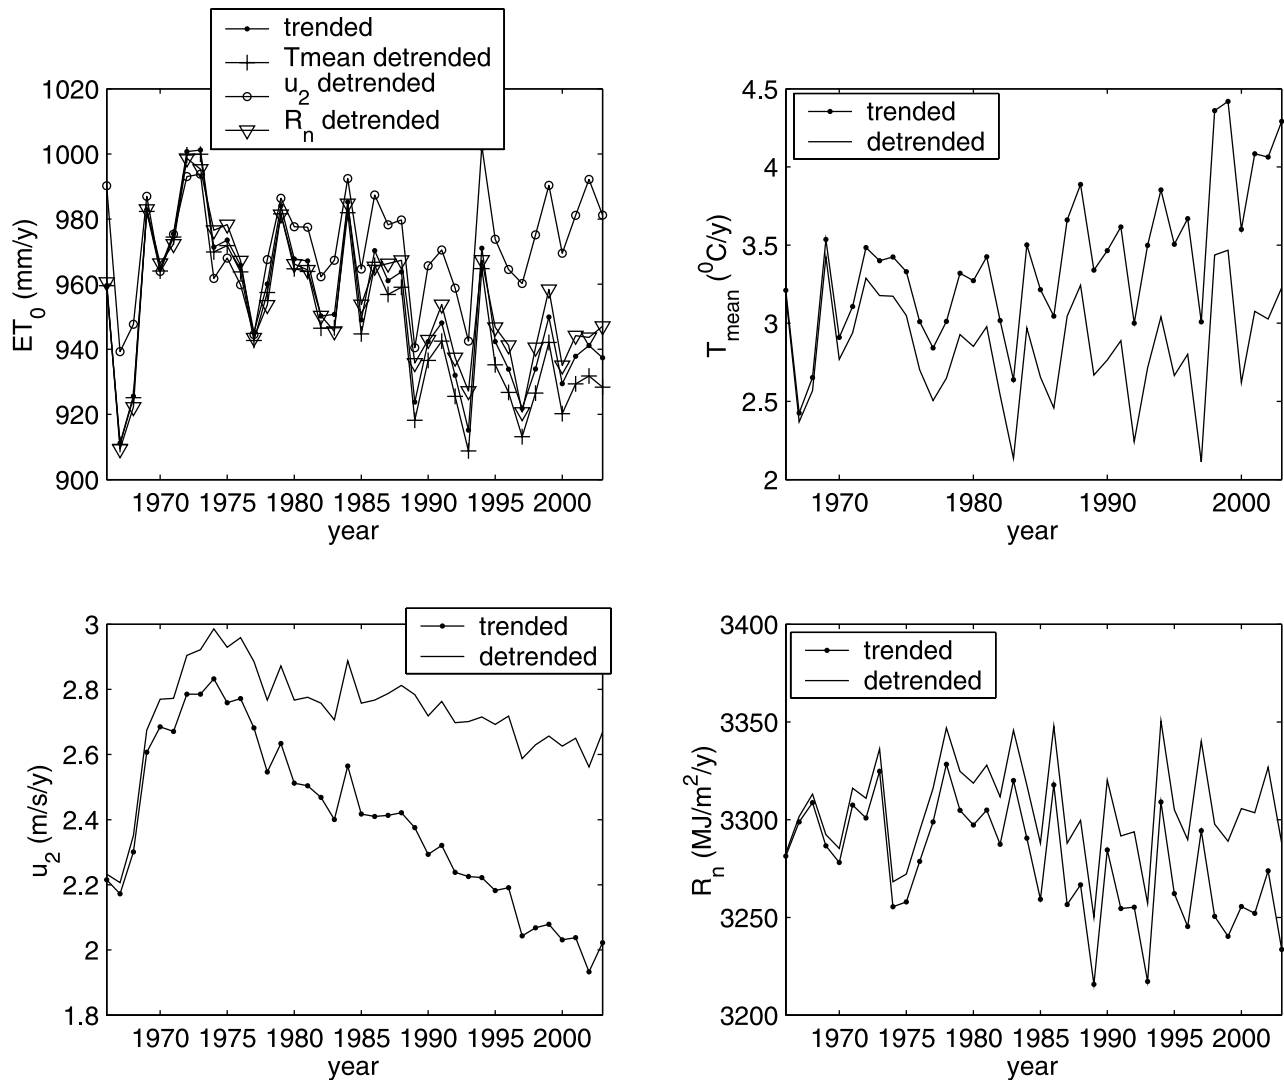 trended
Tmean detrended
u2 detrended
Rn detrended
1020
1000
980
960
940
920
900
ET0 (mm/y)
1970 1975 1980 1985 1990 1995 2000
year
trended
detrended
4.5
4
3.5
3
2.5
2
Tmean (0C/y)
1970 1980 1990 2000
year
trended
detrended
3
2.8
2.6
2.4
2.2
2
1.8
u2 (m/s/y)
1970 1975 1980 1985 1990 1995 2000
year
trended
detrended
3400
3350
3300
3250
3200
Rn (MJ/m2/y)
1970 1975 1980 1985 1990 1995 2000
year